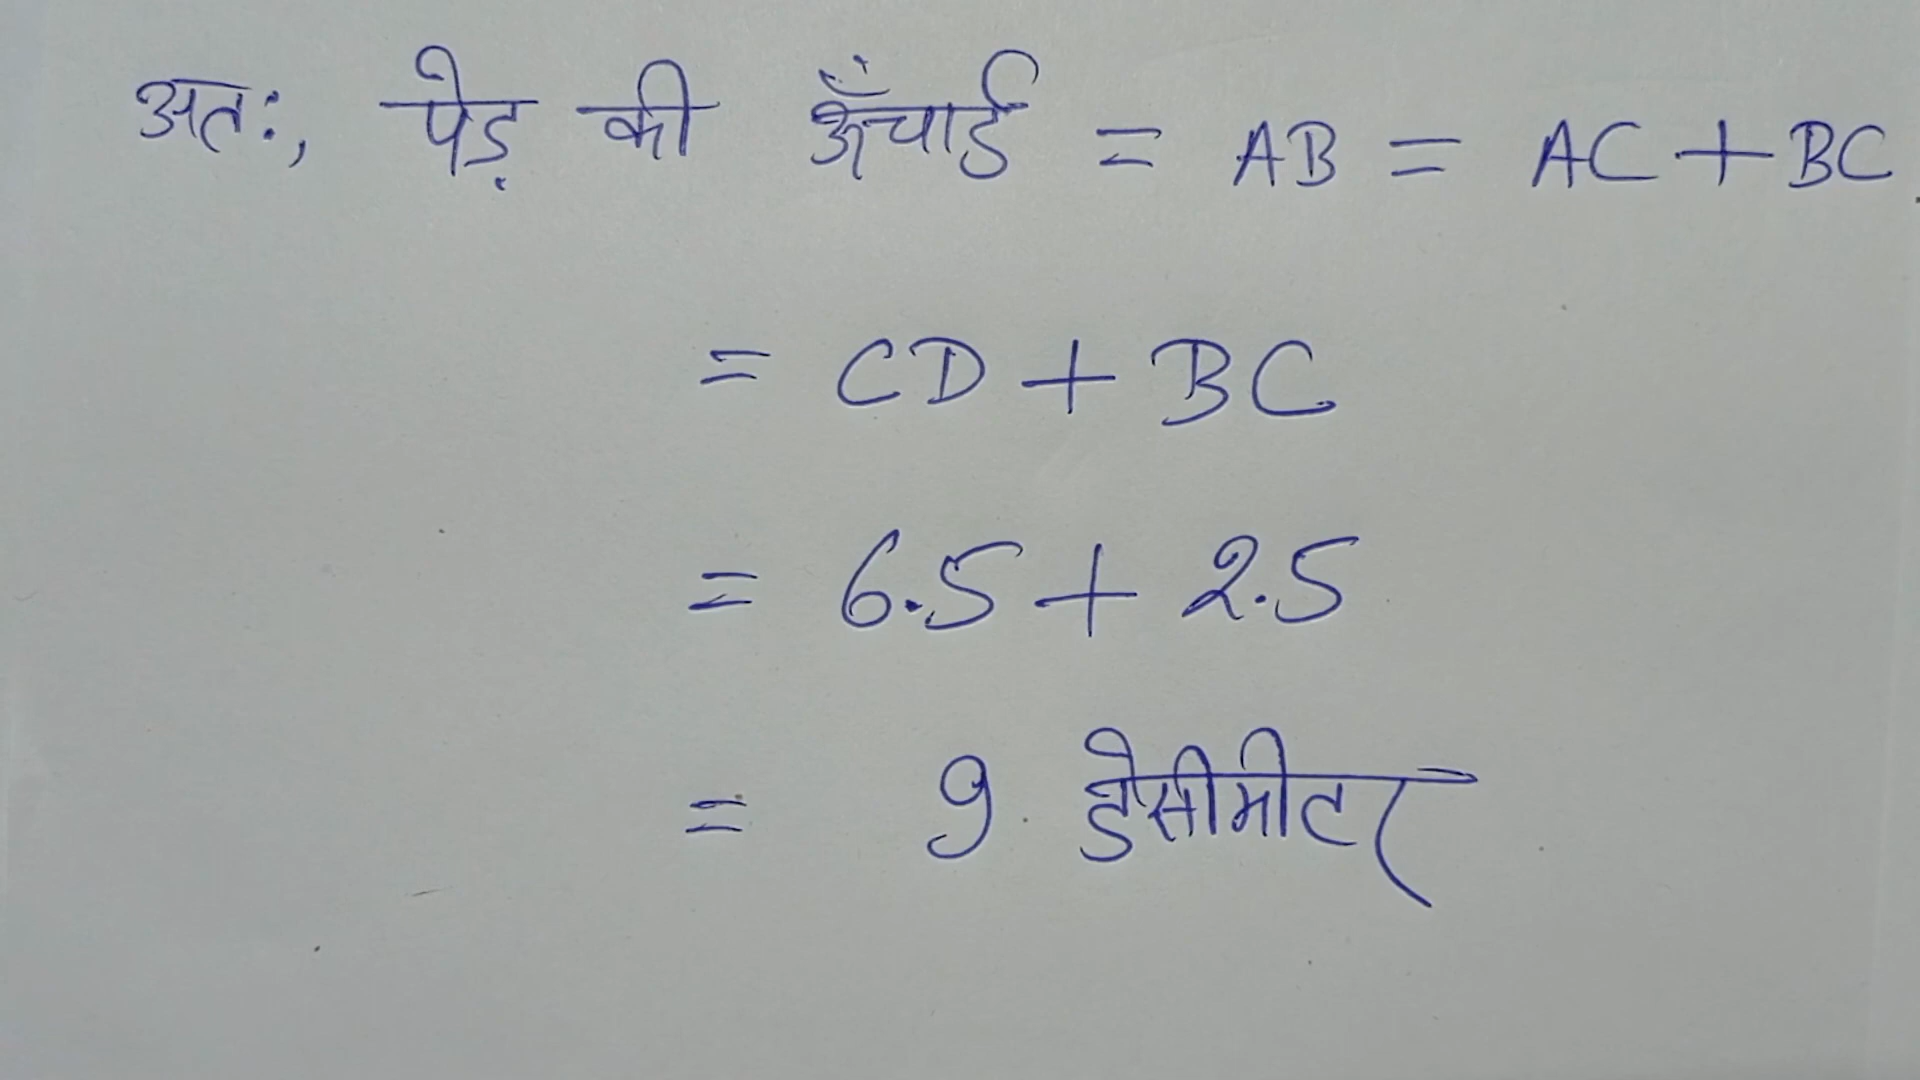 अतः, पेड़ की ऊँचाई = AB = AC + BC
= CD + BC
= 6.5 + 2.5
= 9 डेसीमीटर